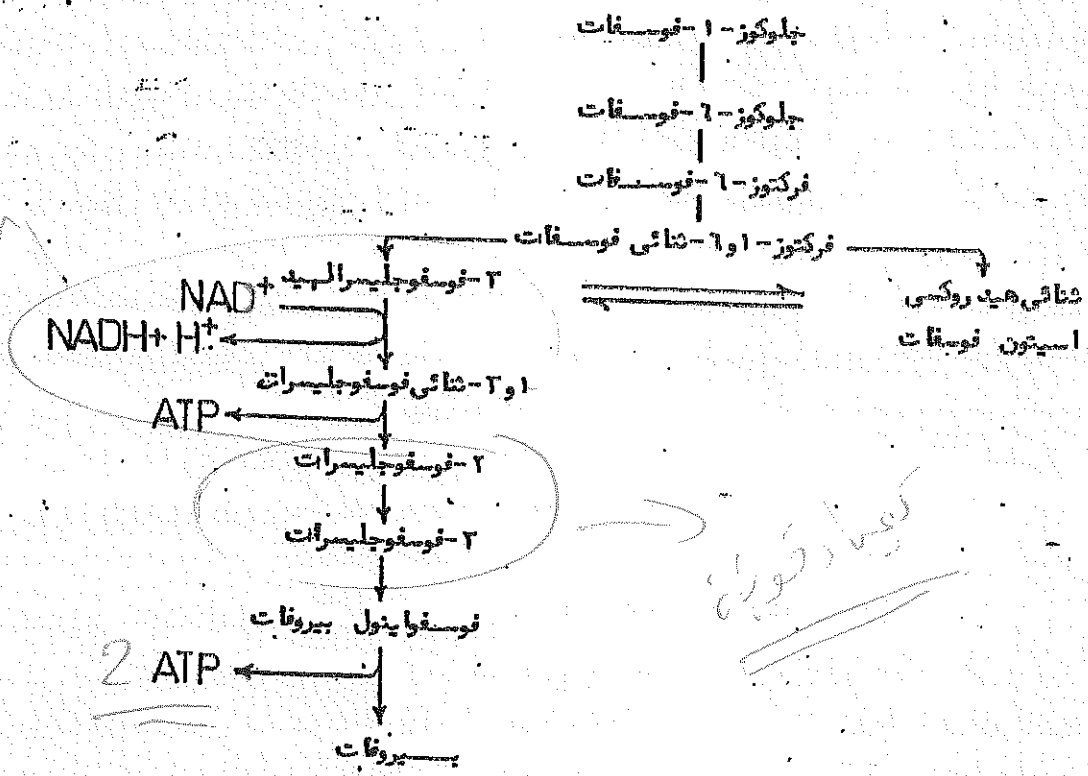 جلوكوز-١-فوسفات
جلوكوز-٦-فوسفات
فركتوز-٦-فوسفات
فركتوز-١و٦-ثنائي فوسفات
٣-فوسفوجليسرالهيد
ثنائي هيدروكسي
اسيتون فوسفات
NAD+
NADH+H+
١و٣-ثنائي فوسفوجليسرات
ATP
٣-فوسفوجليسرات
٢-فوسفوجليسرات
فوسفواينول بيروفات
2 ATP
بيروفات